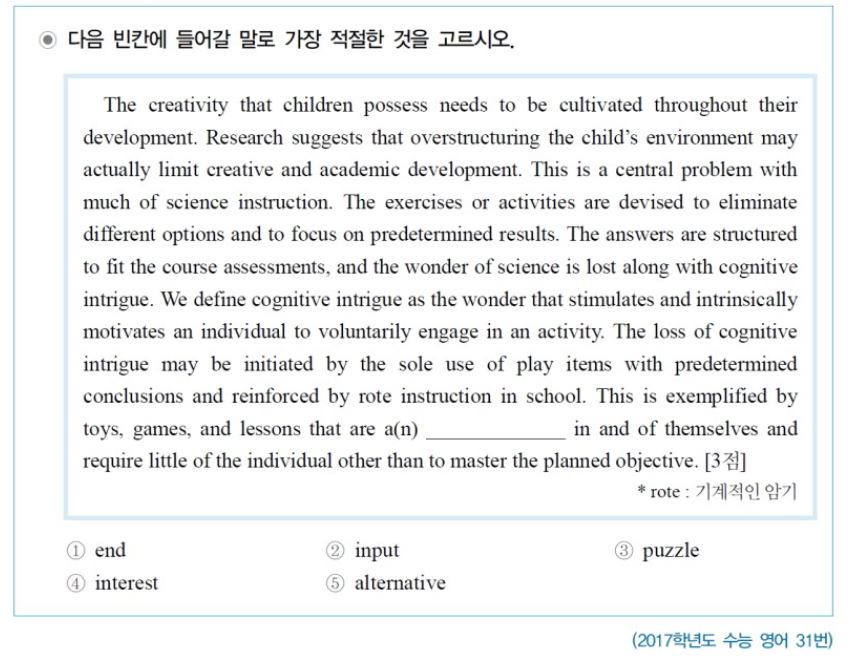 ◉ 다음 빈칸에 들어갈 말로 가장 적절한 것을 고르시오.
The creativity that children possess needs to be cultivated throughout their
development. Research suggests that overstructuring the child's environment may
actually limit creative and academic development. This is a central problem with
much of science instruction. The exercises or activities are devised to eliminate
different options and to focus on predetermined results. The answers are structured
to fit the course assessments, and the wonder of science is lost along with cognitive
intrigue. We define cognitive intrigue as the wonder that stimulates and intrinsically
motivates an individual to voluntarily engage in an activity. The loss of cognitive
intrigue may be initiated by the sole use of play items with predetermined
conclusions and reinforced by rote instruction in school. This is exemplified by
toys, games, and lessons that are a(n) _____________ in and of themselves and
require little of the individual other than to master the planned objective. [3점]
* rote : 기계적인 암기
① end ② input ③ puzzle
④ interest ⑤ alternative
(2017학년도 수능 영어 31번)